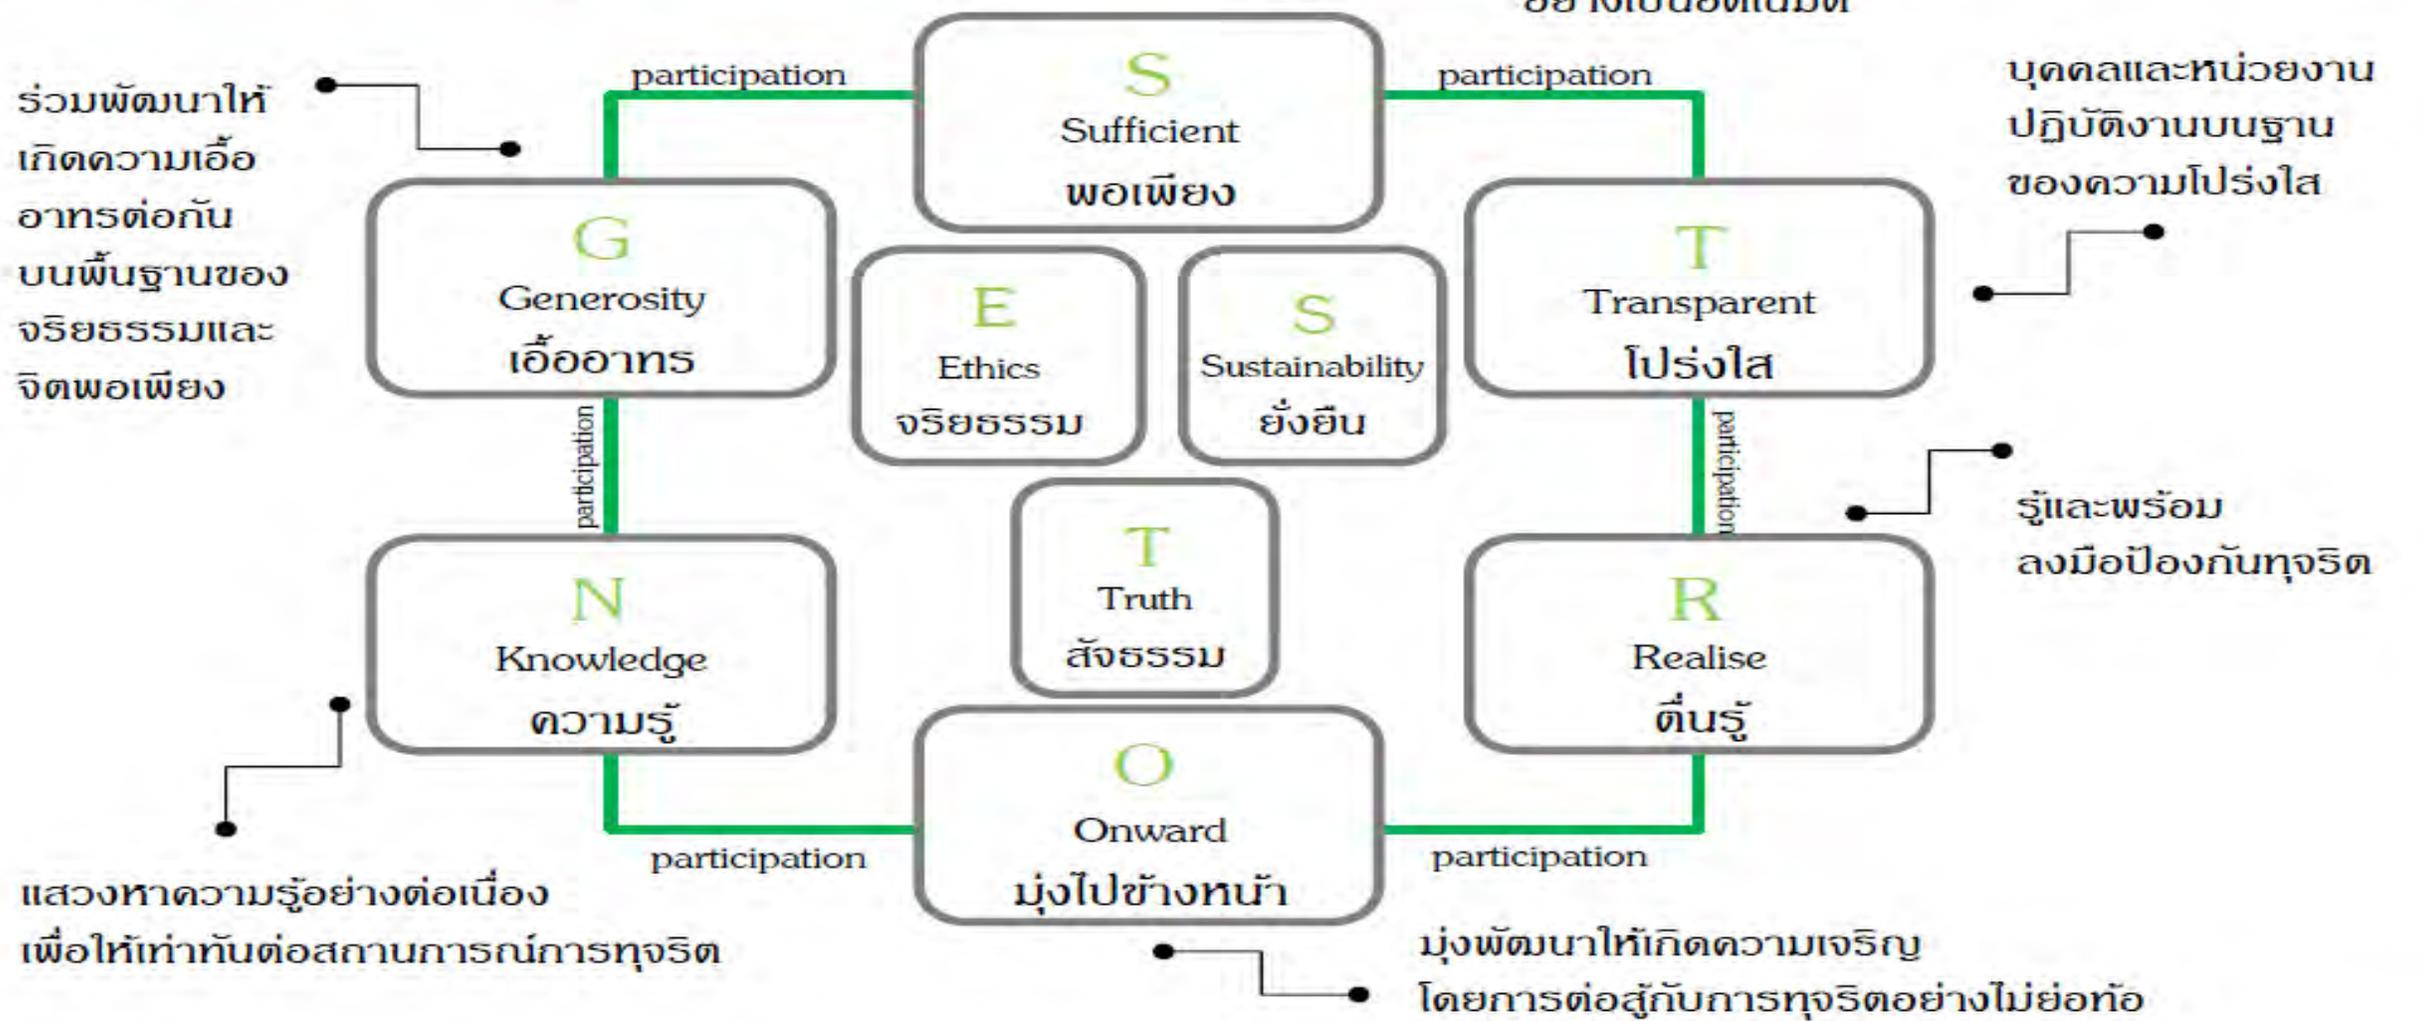 participation
S
Sufficient
พอเพียง
participation
ร่วมพัฒนาให้
เกิดความเอื้อ
อาทรต่อกัน
บนพื้นฐานของ
จริยธรรมและ
จิตพอเพียง
บุคคลและหน่วยงาน
ปฏิบัติงานบนฐาน
ของความโปร่งใส
G
Generosity
เอื้ออาทร
E
Ethics
จริยธรรม
S
Sustainability
ยั่งยืน
T
Transparent
โปร่งใส
participation
participation
รู้และพร้อม
ลงมือป้องกันทุจริต
T
Truth
สัจธรรม
N
Knowledge
ความรู้
R
Realise
ตื่นรู้
O
Onward
มุ่งไปข้างหน้า
participation
participation
แสวงหาความรู้อย่างต่อเนื่อง
เพื่อให้เท่าทันต่อสถานการณ์การทุจริต
มุ่งพัฒนาให้เกิดความเจริญ
โดยการต่อสู้กับการทุจริตอย่างไม่ย่อท้อ